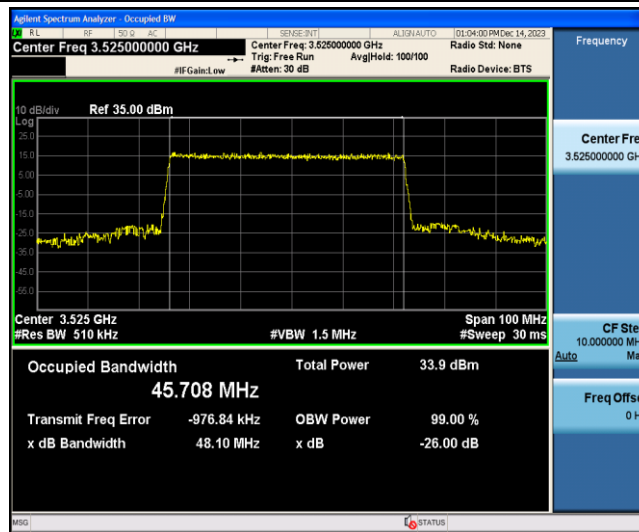 Agilent Spectrum Analyzer - Occupied BW
RL RF 50 Ω AC SENSE:INT ALIGNAUTO 01:04:00 PM Dec 14, 2023
Center Freq 3.525000000 GHz Center Freq: 3.525000000 GHz Radio Std: None Frequency
Trig: Free Run Avg|Hold: 100/100
#IFGain:Low #Atten: 30 dB Radio Device: BTS
10 dB/div Ref 35.00 dBm
Log
25.0
15.0
5.00
-5.00
-15.0
-25.0
-35.0
-45.0
-55.0
Center Fre
3.525000000 GH
Center 3.525 GHz Span 100 MHz
#Res BW 510 kHz #VBW 1.5 MHz #Sweep 30 ms
CF Ste
10.000000 MH
Auto Ma
Occupied Bandwidth Total Power 33.9 dBm
45.708 MHz
Freq Offse
0 H
Transmit Freq Error -976.84 kHz OBW Power 99.00 %
x dB Bandwidth 48.10 MHz x dB -26.00 dB
MSG STATUS